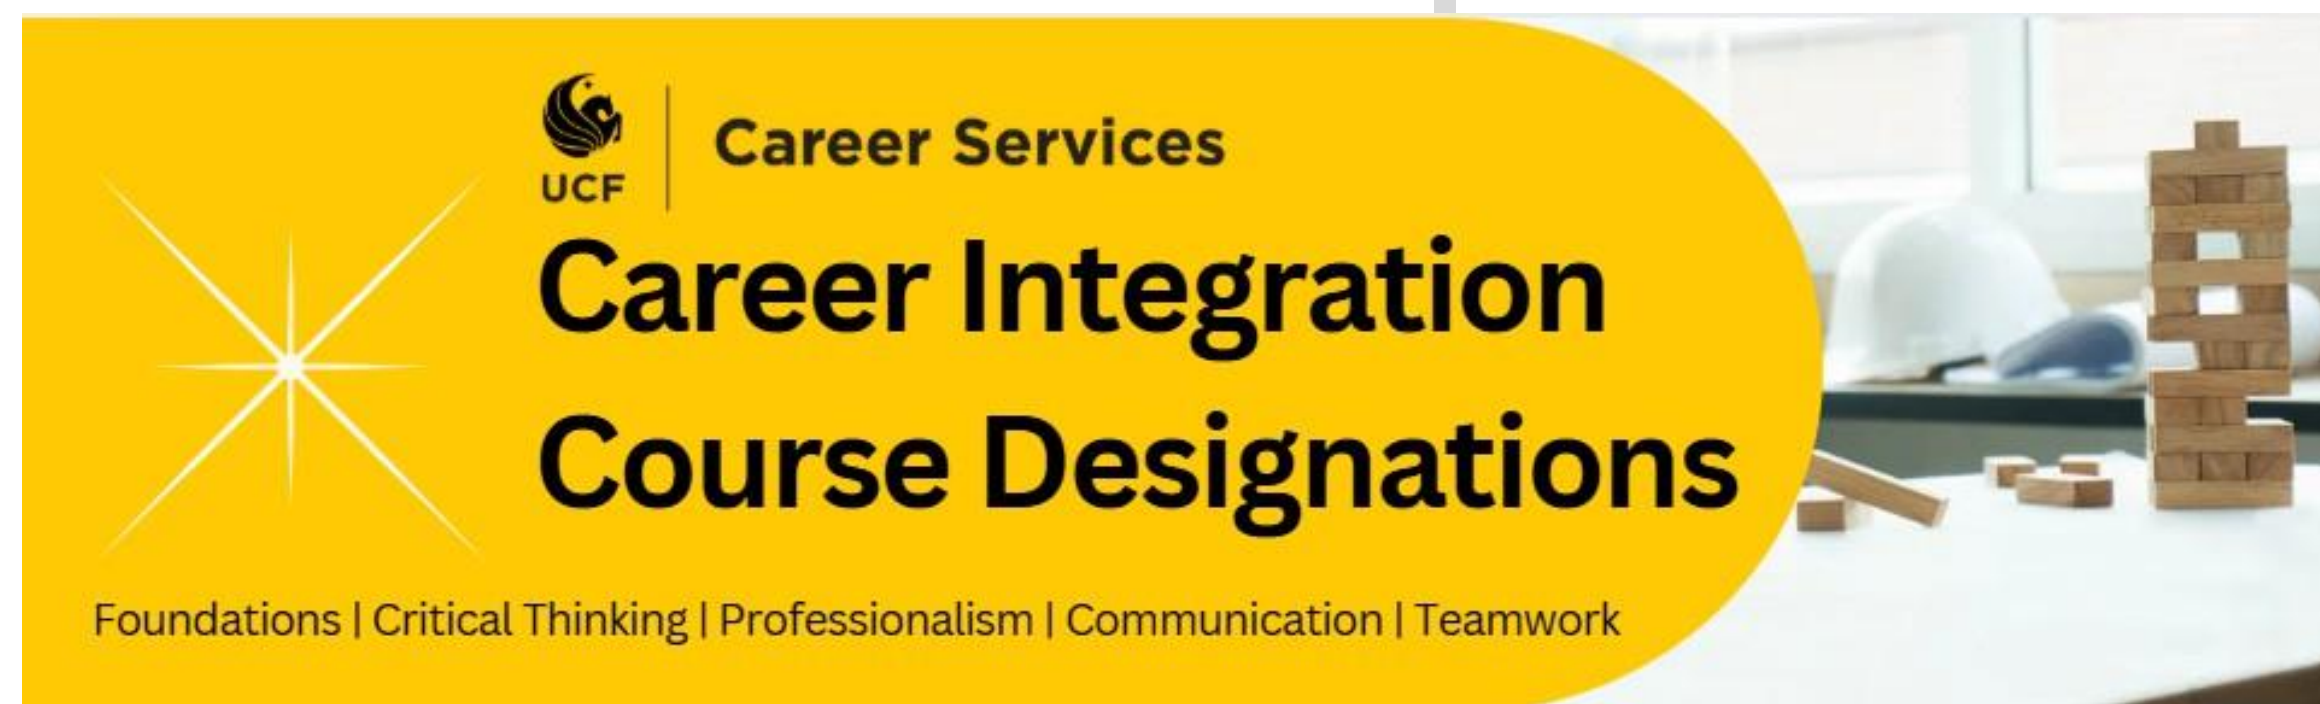 UCF
Career Services
Career Integration
Course Designations
Foundations | Critical Thinking | Professionalism | Communication | Teamwork